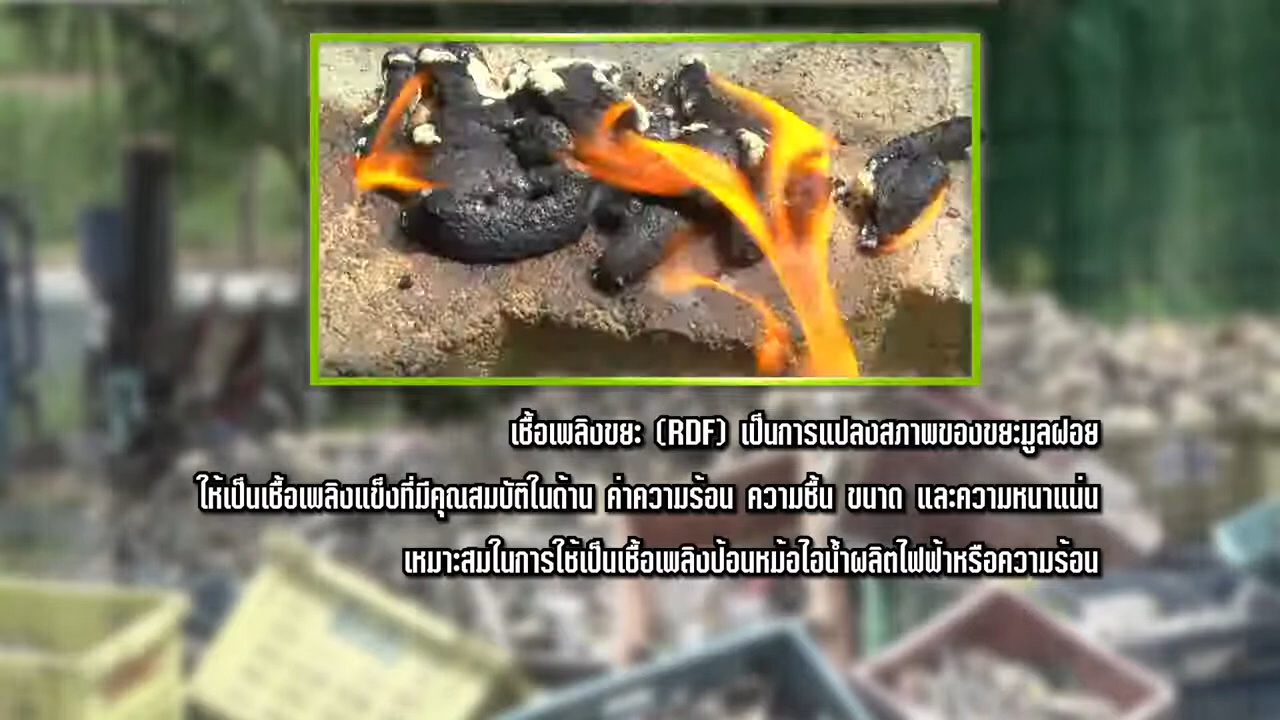 เชื้อเพลิงขยะ (RDF) เป็นการแปลงสภาพของขยะมูลฝอย
ให้เป็นเชื้อเพลิงแข็งที่มีคุณสมบัติในด้าน ค่าความร้อน ความชื้น ขนาด และความหนาแน่น
เหมาะสมในการใช้เป็นเชื้อเพลิงป้อนหม้อไอน้ำผลิตไฟฟ้าหรือความร้อน